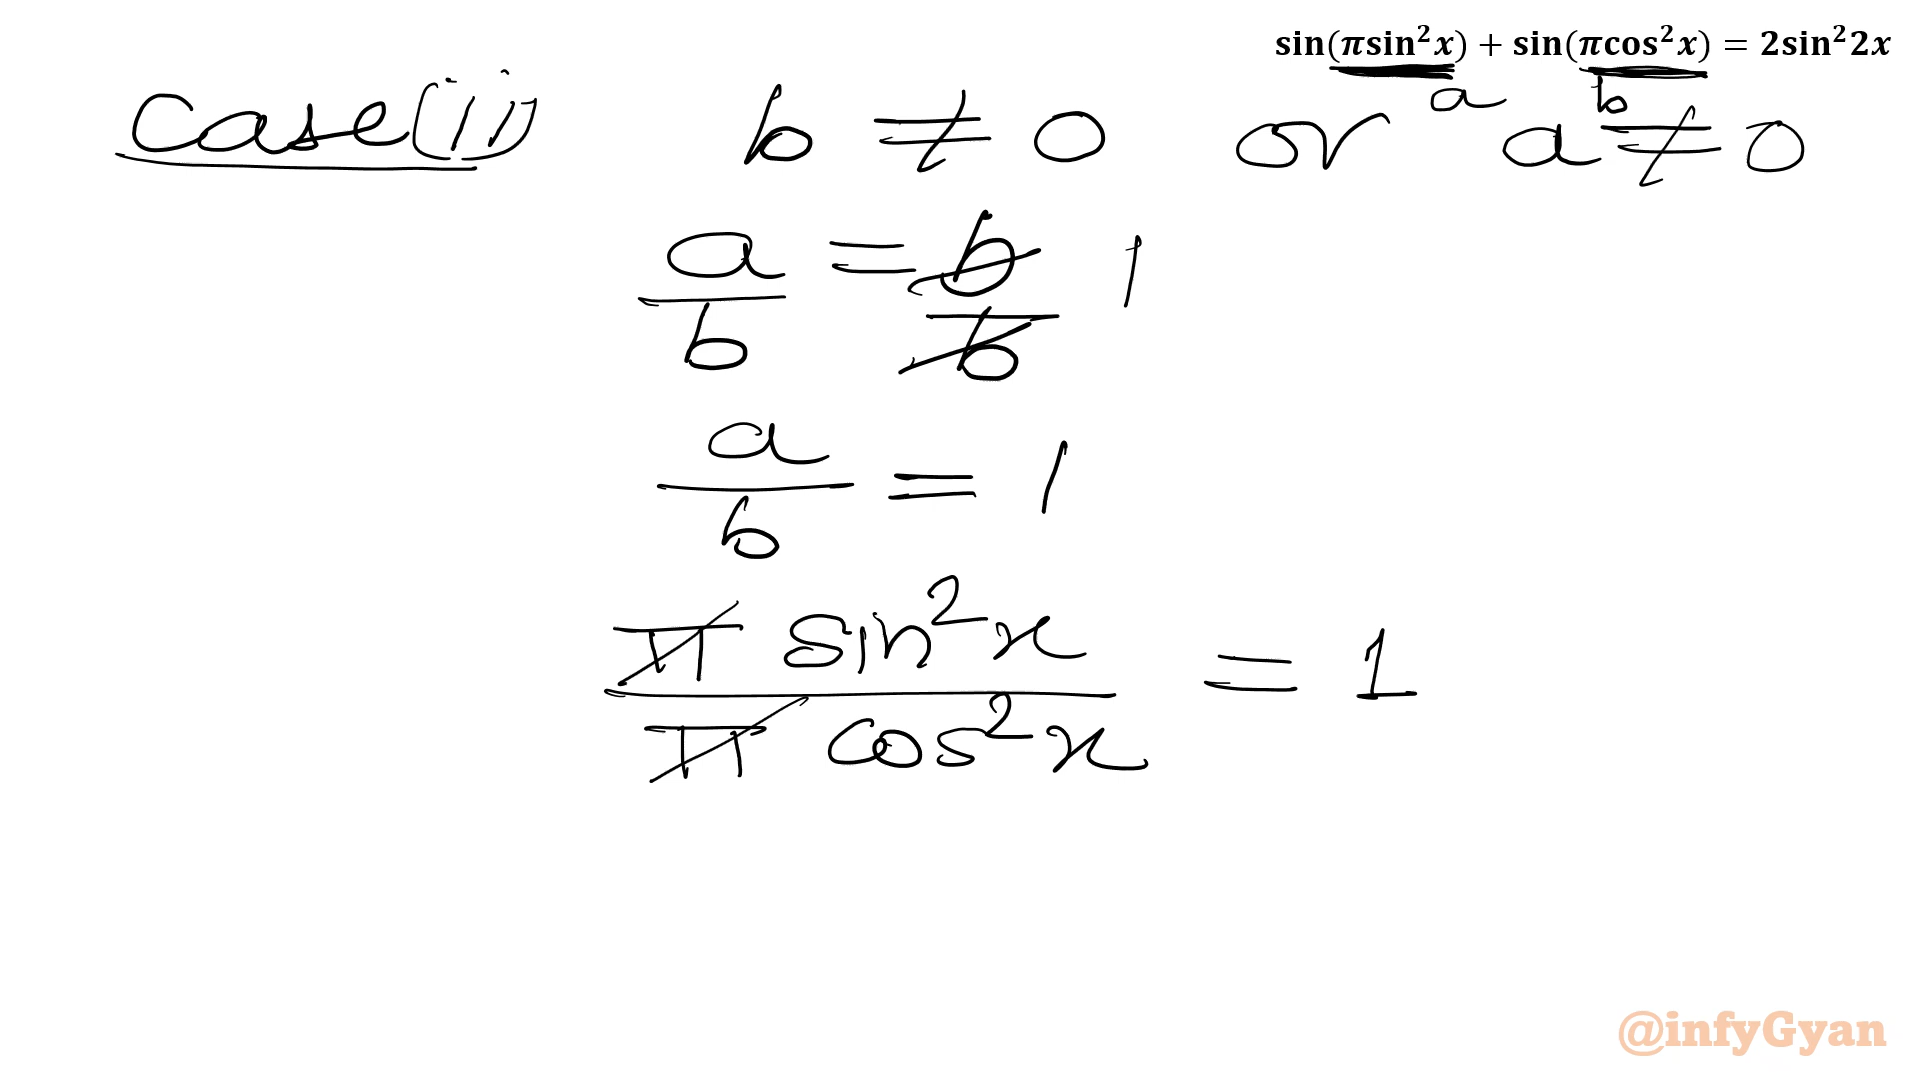 sin(πsin²x) + sin(πcos²x) = 2sin²2x
a b
case(ii) b ≠ 0 or a ≠ 0
a/b = b/b 1
a/b = 1
π sin²x / π cos²x = 1
@infyGyan